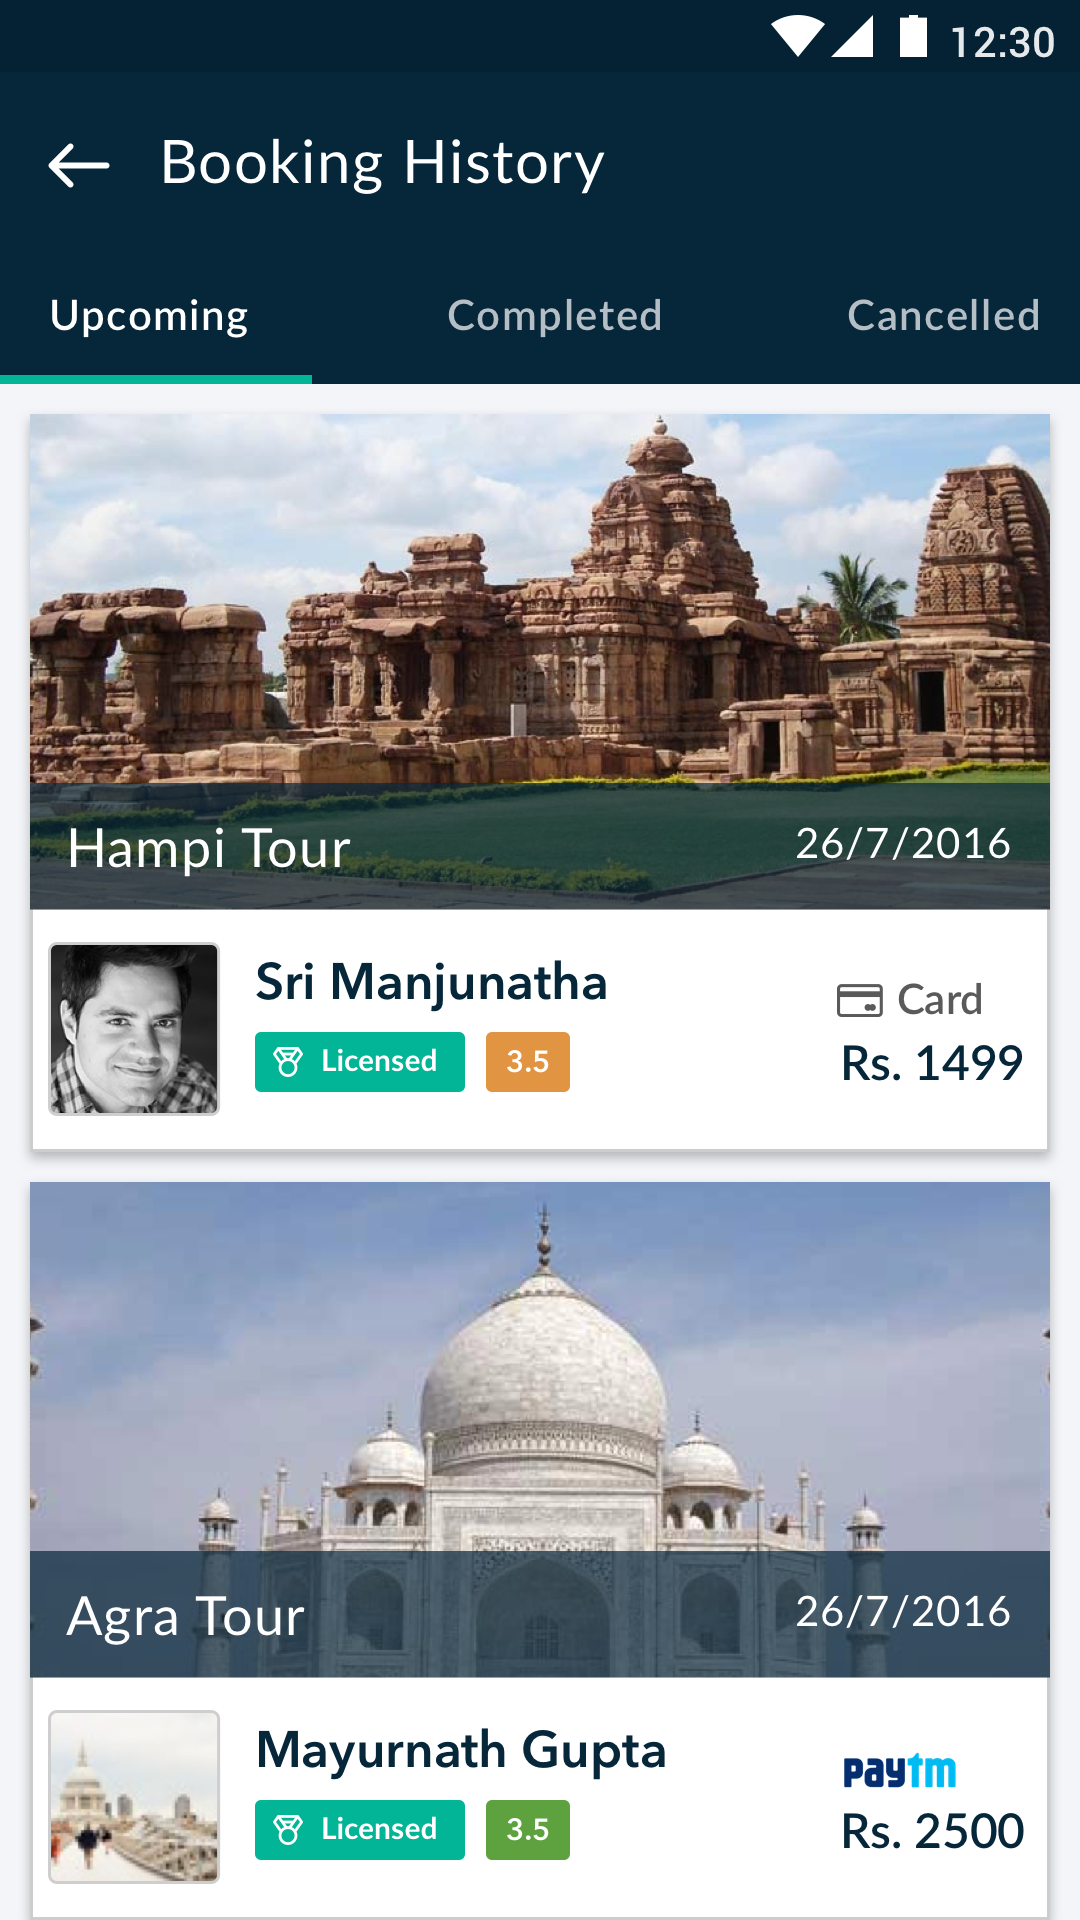 12:30
Booking History
Upcoming Completed Cancelled
Hampi Tour 26/7/2016
Sri Manjunatha
Card
Licensed 3.5
Rs. 1499
Agra Tour 26/7/2016
Mayurnath Gupta
paytm
Licensed 3.5
Rs. 2500